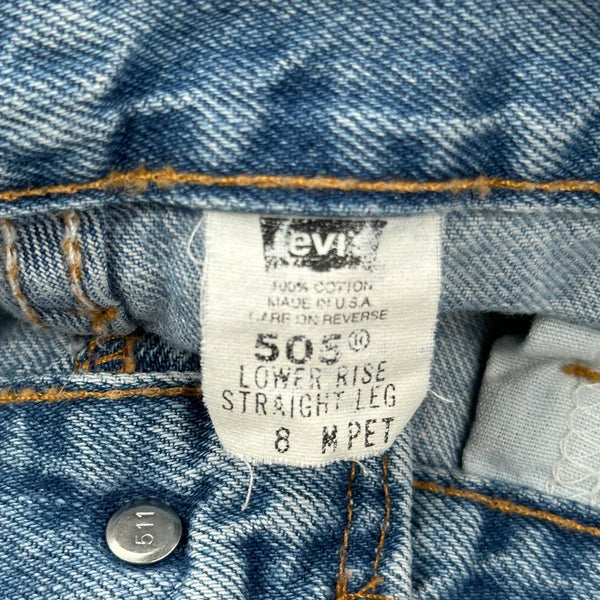 Levi's
100% COTTON
MADE IN U.S.A
CARE ON REVERSE
505®
LOWER RISE
STRAIGHT LEG
8 M PET
511